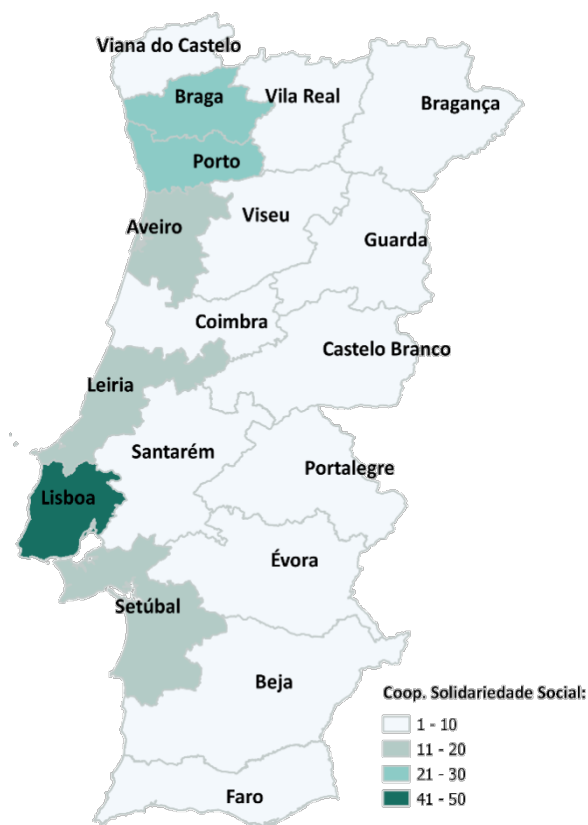 Viana do Castelo
Braga
Vila Real
Bragança
Porto
Aveiro
Viseu
Guarda
Coimbra
Castelo Branco
Leiria
Santarém
Portalegre
Lisboa
Évora
Setúbal
Beja
Faro
Coop. Solidariedade Social:
1 - 10
11 - 20
21 - 30
41 - 50